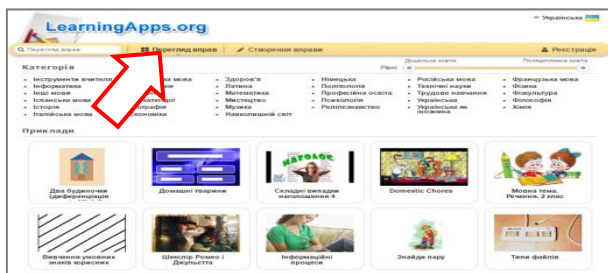 LearningApps.org
Українська
Перегляд вправ
Перегляд вправ
Створення вправи
Реєстрація
Категорія
Рівні:
Дошкільна освіта
Післядипломна освіта
Інструменти вчителя
Інформатика
Інші мови
Іспанська мова
Історія
Італійська мова
мова
Економіка
Здоров'я
Латина
Математика
Мистецтво
Музика
Навколишній світ
Німецька
Політологія
Професійна освіта
Психологія
Релігієзнавство
Російська мова
Технічні науки
Трудове навчання
Українська
Українська як іноземна
Французька мова
Фізика
Фізкультура
Філософія
Хімія
Приклади
Два будиночки (диференціація
Домашні тварини
НАГОЛОС
Складні випадки наголошення 4
Domestic Chores
Мовна тема. Речення. 2 клас
Вивчення умовних знаків корисних
Шекспір Ромео і Джульєтта
Інформаційні процеси
Знайди пару
Типи файлів